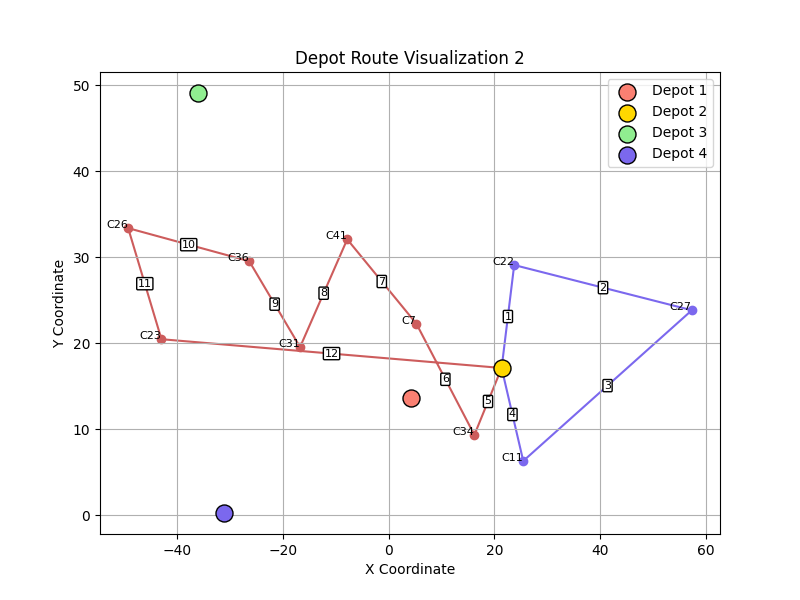 Depot Route Visualization 2
Depot 1
Depot 2
Depot 3
Depot 4
Y Coordinate
50
40
30
20
10
0
C26
10
C36
C41
11
9
8
7
C23
C31
12
C7
6
5
C34
C22
1
2
C27
3
4
C11
−40
−20
0
20
40
60
X Coordinate